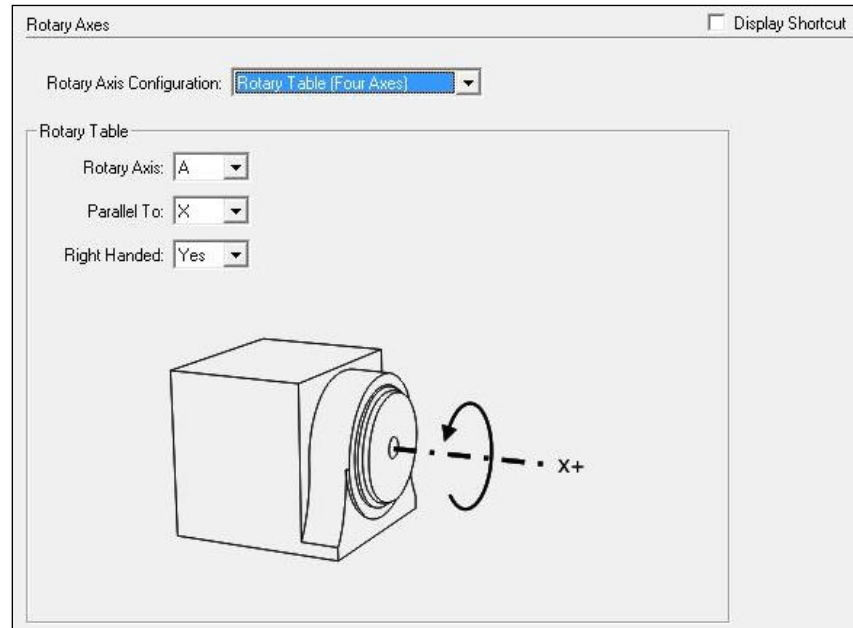 Rotary Axes
Display Shortcut
Rotary Axis Configuration: Rotary Table (Four Axes)
Rotary Table
Rotary Axis: A
Parallel To: X
Right Handed: Yes
X+